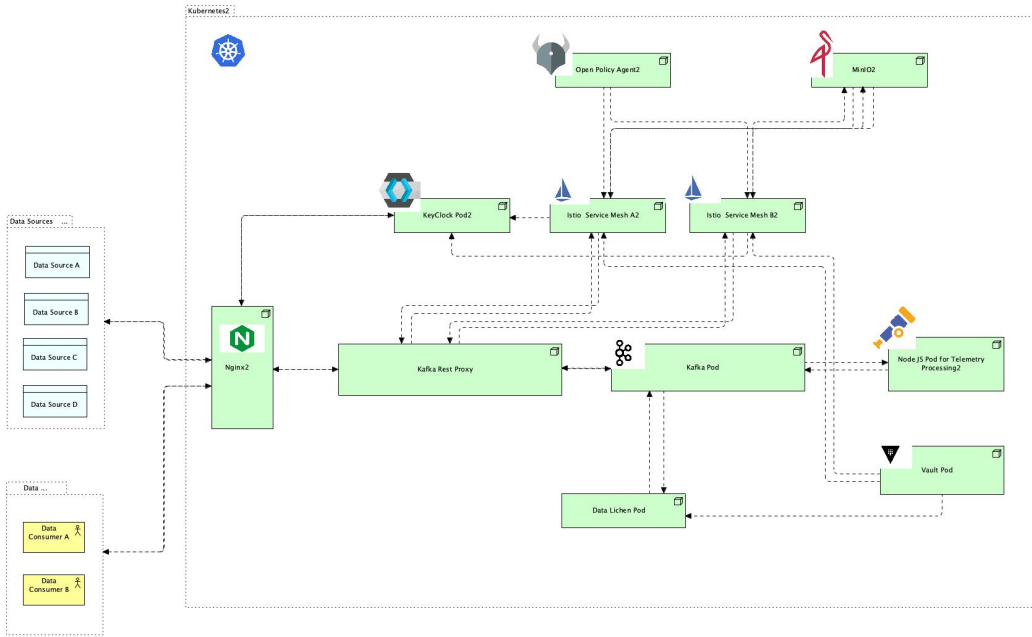 Kubernetes2
Open Policy Agent2
MinIO2
KeyClock Pod2
Istio Service Mesh A2
Istio Service Mesh B2
Data Sources ...
Data Source A
Data Source B
Data Source C
Data Source D
N
Nginx2
Kafka Rest Proxy
Kafka Pod
Node JS Pod for Telemetry
Processing2
Vault Pod
Data Lichen Pod
Data ...
Data
Consumer A
Data
Consumer B